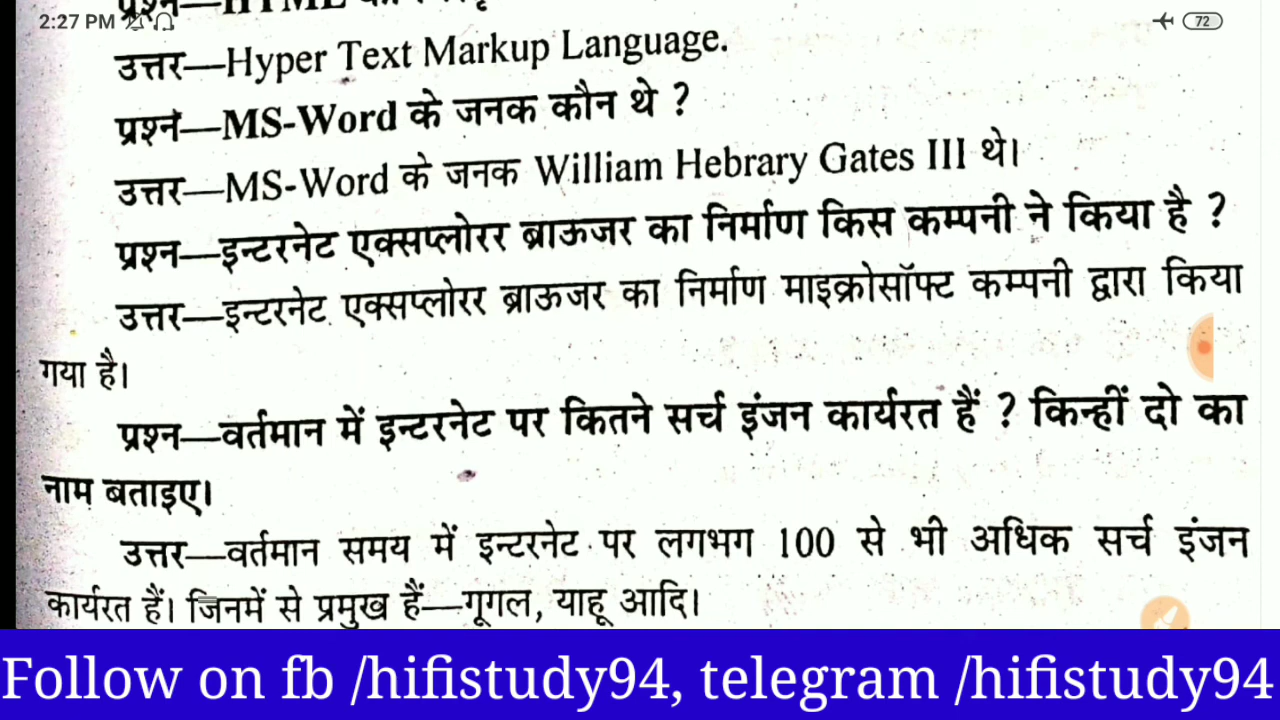 2:27 PM 72
उत्तर—Hyper Text Markup Language.
प्रश्न—MS-Word के जनक कौन थे ?
उत्तर—MS-Word के जनक William Hebrary Gates III थे।
प्रश्न—इन्टरनेट एक्सप्लोरर ब्राऊजर का निर्माण किस कम्पनी ने किया है ?
उत्तर—इन्टरनेट एक्सप्लोरर ब्राऊजर का निर्माण माइक्रोसॉफ्ट कम्पनी द्वारा किया
गया है।
प्रश्न—वर्तमान में इन्टरनेट पर कितने सर्च इंजन कार्यरत हैं ? किन्हीं दो का
नाम बताइए।
उत्तर—वर्तमान समय में इन्टरनेट पर लगभग 100 से भी अधिक सर्च इंजन
कार्यरत हैं। जिनमें से प्रमुख हैं—गूगल, याहू आदि।
Follow on fb /hifistudy94, telegram /hifistudy94